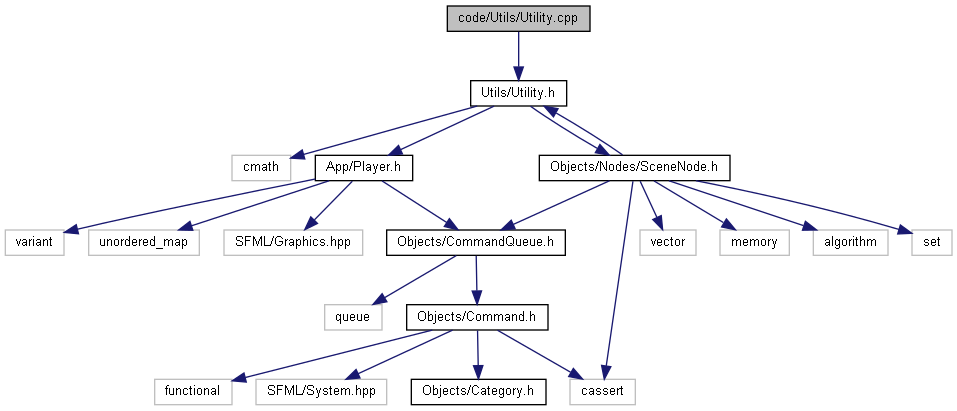 code/Utils/Utility.cpp
Utils/Utility.h
cmath
App/Player.h
Objects/Nodes/SceneNode.h
variant
unordered_map
SFML/Graphics.hpp
Objects/CommandQueue.h
vector
memory
algorithm
set
queue
Objects/Command.h
functional
SFML/System.hpp
Objects/Category.h
cassert